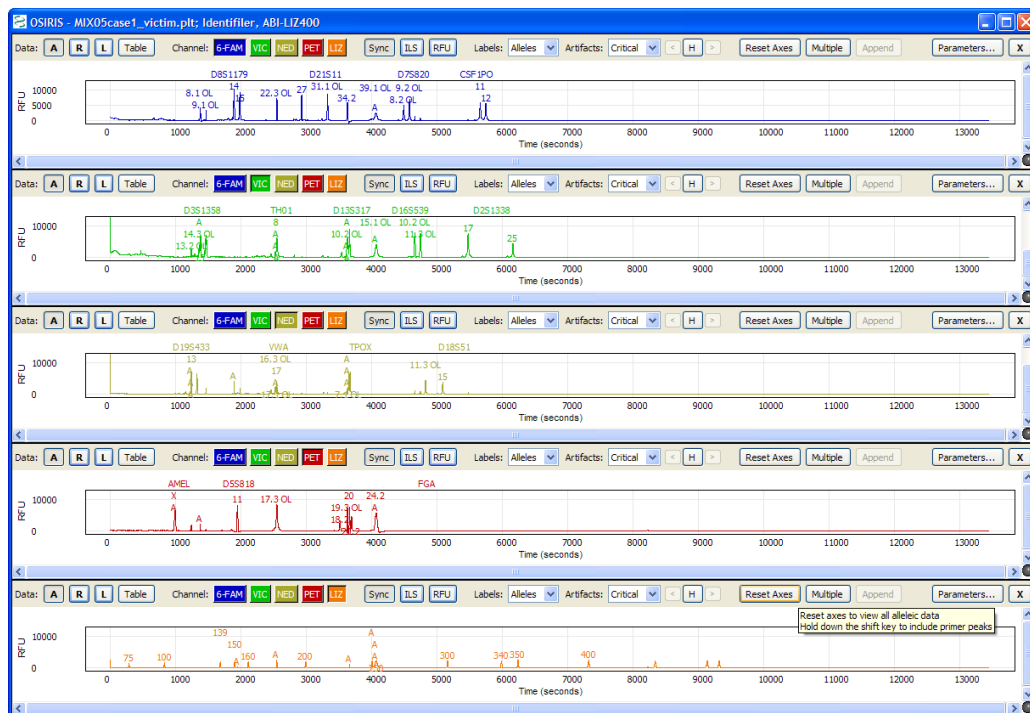 OSIRIS - MIX05case1_victim.plt; Identifiler, ABI-LIZ400
Data: A R L Table Channel: 6-FAM VIC NED PET LIZ Sync ILS RFU Labels: Alleles Artifacts: Critical < H > Reset Axes Multiple Append Parameters... X
D8S1179 D21S11 D7S820 CSF1PO
14 31.1 OL 39.1 OL 9.2 OL 11
8.1 OL 15 22.3 OL 27 12
9.1 OL 34.2 A 8.2 OL
RFU 10000 5000 0
0 1000 2000 3000 4000 5000 6000 7000 8000 9000 10000 11000 12000 13000
Time (seconds)
Data: A R L Table Channel: 6-FAM VIC NED PET LIZ Sync ILS RFU Labels: Alleles Artifacts: Critical < H > Reset Axes Multiple Append Parameters... X
D3S1358 TH01 D13S317 D16S539 D2S1338
A 8 A 15.1 OL 10.2 OL
14.3 OL A 10.2 OL 11.3 OL 17
13.2 OL A A A 25
RFU 10000 0
0 1000 2000 3000 4000 5000 6000 7000 8000 9000 10000 11000 12000 13000
Time (seconds)
Data: A R L Table Channel: 6-FAM VIC NED PET LIZ Sync ILS RFU Labels: Alleles Artifacts: Critical < H > Reset Axes Multiple Append Parameters... X
D19S433 VWA TPOX D18S51
13 16.3 OL A 11.3 OL
A A 17 A 15
A A A
RFU 10000 0
0 1000 2000 3000 4000 5000 6000 7000 8000 9000 10000 11000 12000 13000
Time (seconds)
Data: A R L Table Channel: 6-FAM VIC NED PET LIZ Sync ILS RFU Labels: Alleles Artifacts: Critical < H > Reset Axes Multiple Append Parameters... X
AMEL D5S818 FGA
X 11 17.3 OL 20 24.2
A A 19.3 OL A
18.2
RFU 10000 0
0 1000 2000 3000 4000 5000 6000 7000 8000 9000 10000 11000 12000 13000
Time (seconds)
Data: A R L Table Channel: 6-FAM VIC NED PET LIZ Sync ILS RFU Labels: Alleles Artifacts: Critical < H > Reset Axes Multiple Append Parameters... X
Reset axes to view all alleleic data
Hold down the shift key to include primer peaks
139 A
150 A
75 100 160 A 200 A A 300 340 350 400
RFU 10000 0
0 1000 2000 3000 4000 5000 6000 7000 8000 9000 10000 11000 12000 13000
Time (seconds)